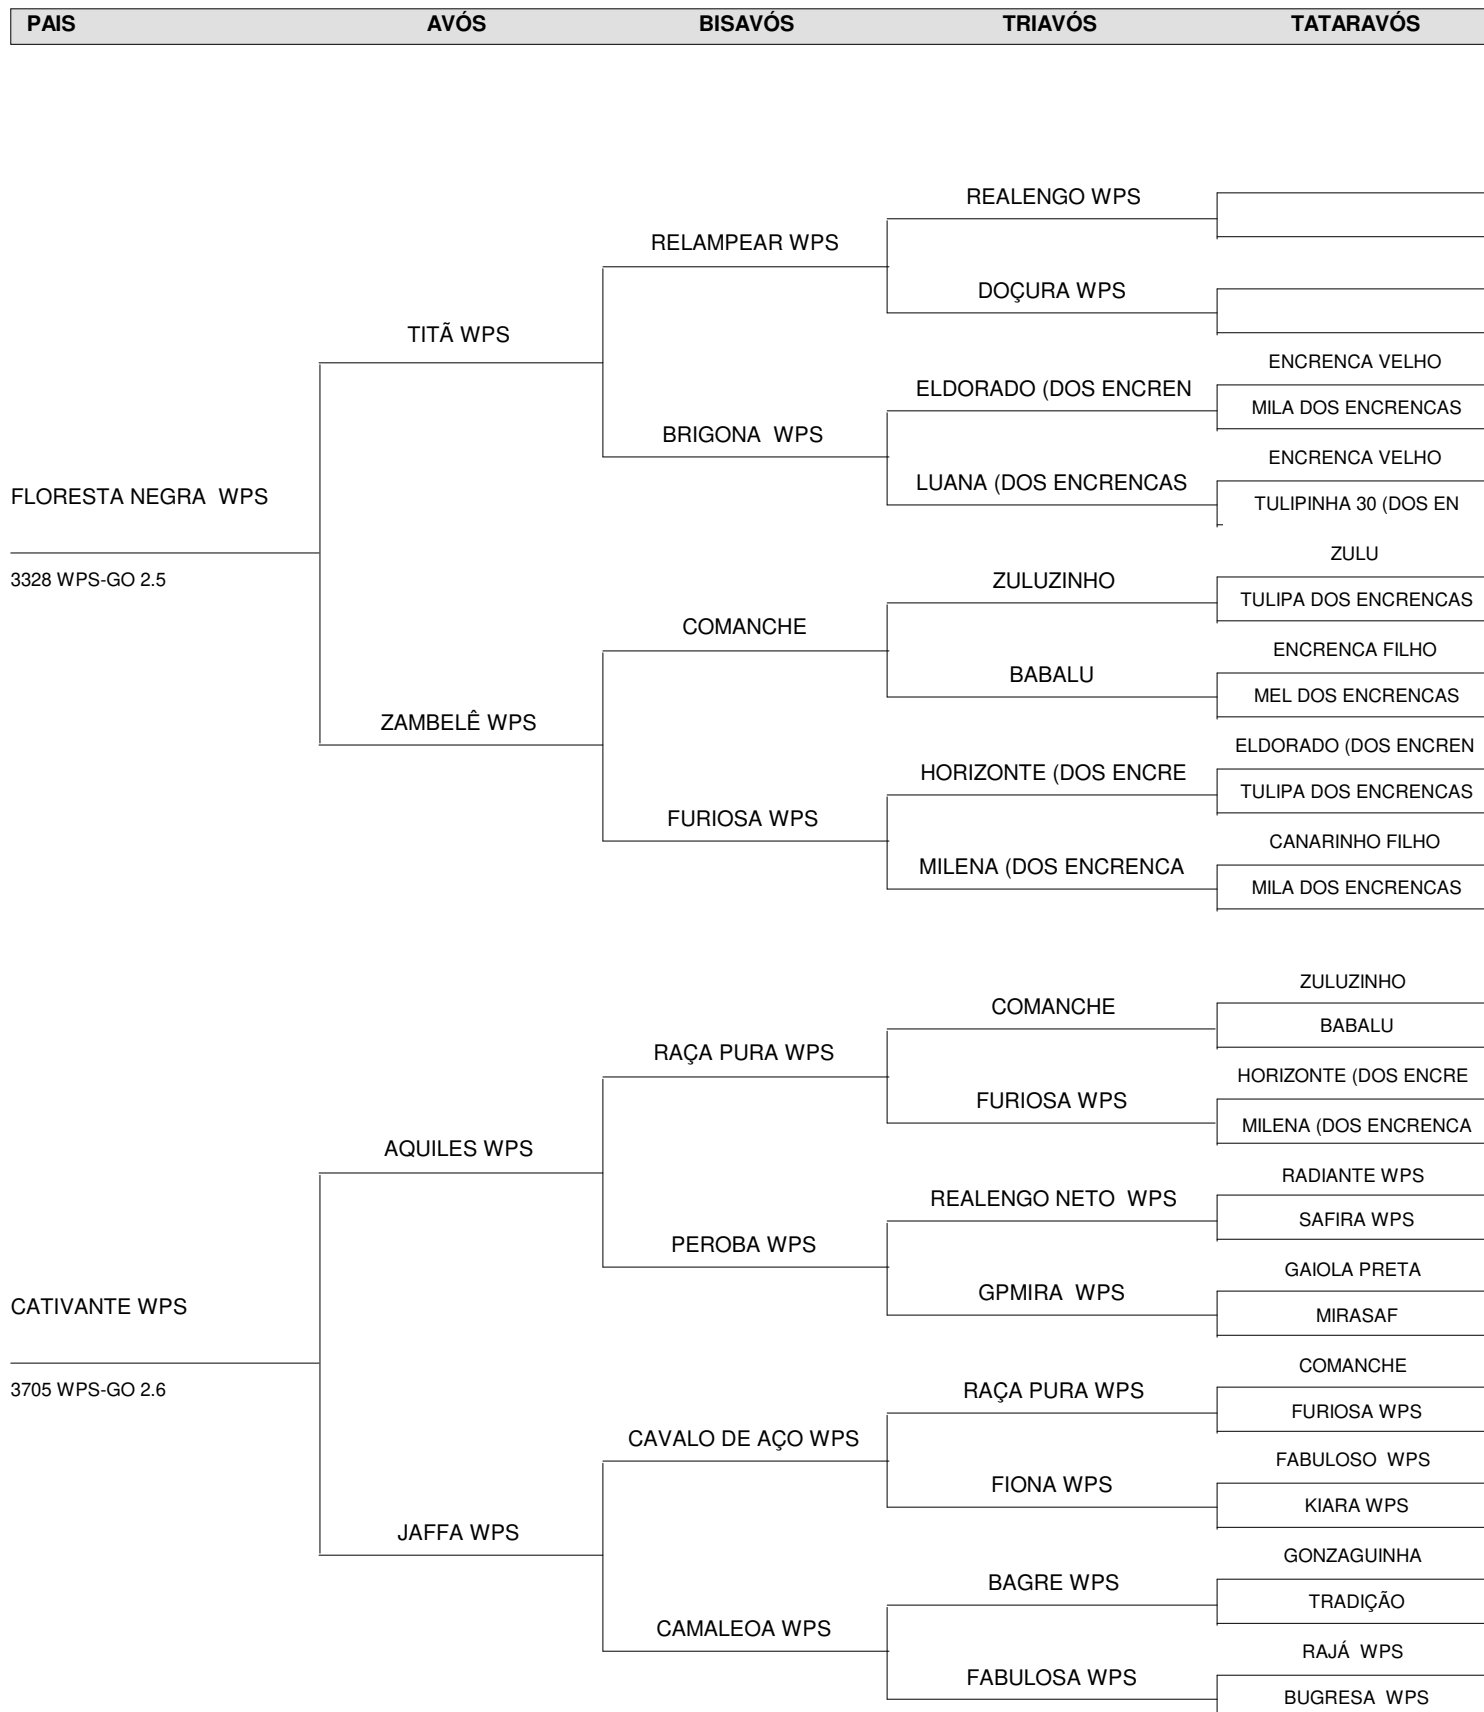 PAIS AVÓS BISAVÓS TRIAVÓS TATARAVÓS
REALENGO WPS
RELAMPEAR WPS
DOÇURA WPS
TITÃ WPS
ENCRENCA VELHO
ELDORADO (DOS ENCREN
MILA DOS ENCRENCAS
BRIGONA WPS
ENCRENCA VELHO
LUANA (DOS ENCRENCAS
FLORESTA NEGRA WPS
TULIPINHA 30 (DOS EN
ZULU
3328 WPS-GO 2.5
ZULUZINHO
TULIPA DOS ENCRENCAS
COMANCHE
ENCRENCA FILHO
BABALU
MEL DOS ENCRENCAS
ZAMBELÊ WPS
ELDORADO (DOS ENCREN
HORIZONTE (DOS ENCRE
TULIPA DOS ENCRENCAS
FURIOSA WPS
CANARINHO FILHO
MILENA (DOS ENCRENCA
MILA DOS ENCRENCAS
ZULUZINHO
COMANCHE
BABALU
RAÇA PURA WPS
HORIZONTE (DOS ENCRE
FURIOSA WPS
MILENA (DOS ENCRENCA
AQUILES WPS
RADIANTE WPS
REALENGO NETO WPS
SAFIRA WPS
PEROBA WPS
GAIOLA PRETA
GPMIRA WPS
CATIVANTE WPS
MIRASAF
COMANCHE
3705 WPS-GO 2.6
RAÇA PURA WPS
FURIOSA WPS
CAVALO DE AÇO WPS
FABULOSO WPS
FIONA WPS
KIARA WPS
JAFFA WPS
GONZAGUINHA
BAGRE WPS
TRADIÇÃO
CAMALEOA WPS
RAJÁ WPS
FABULOSA WPS
BUGRESA WPS